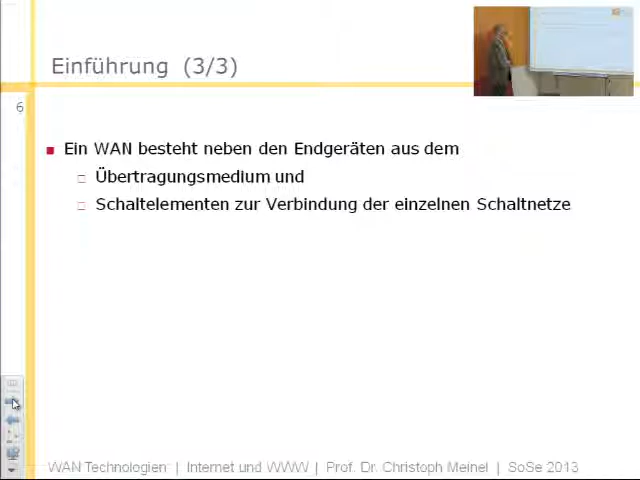 Einführung (3/3)
6
■ Ein WAN besteht neben den Endgeräten aus dem
□ Übertragungsmedium und
□ Schaltelementen zur Verbindung der einzelnen Schaltnetze
WAN Technologien | Internet und WWW | Prof. Dr. Christoph Meinel | SoSe 2013